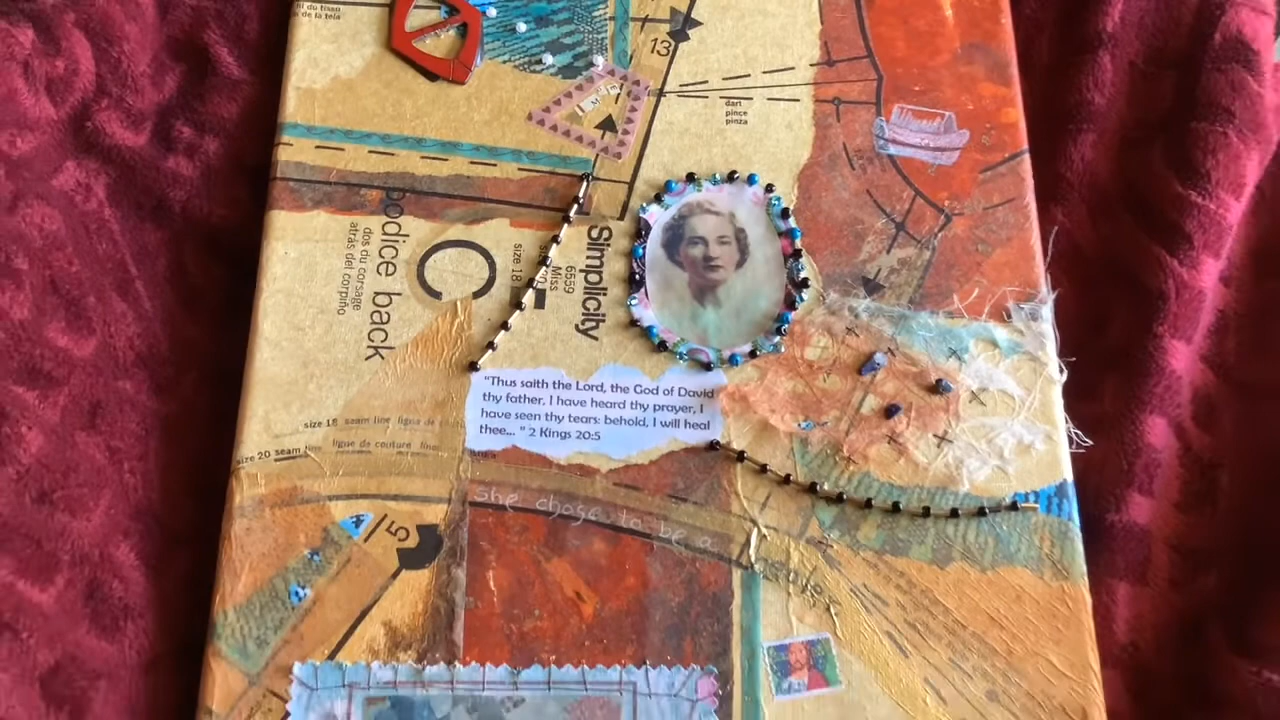 fil du tissu
de la tela
13
dart
pince
pinza
bodice back
dos du corsage
atrás del corpiño
C
size 18
Simplicity
6559
Miss
"Thus saith the Lord, the God of David
thy father, I have heard thy prayer, I
have seen thy tears: behold, I will heal
thee... " 2 Kings 20:5
size 18 seam line ligne de
size 20 seam line ligne de couture
she chose to be a
5